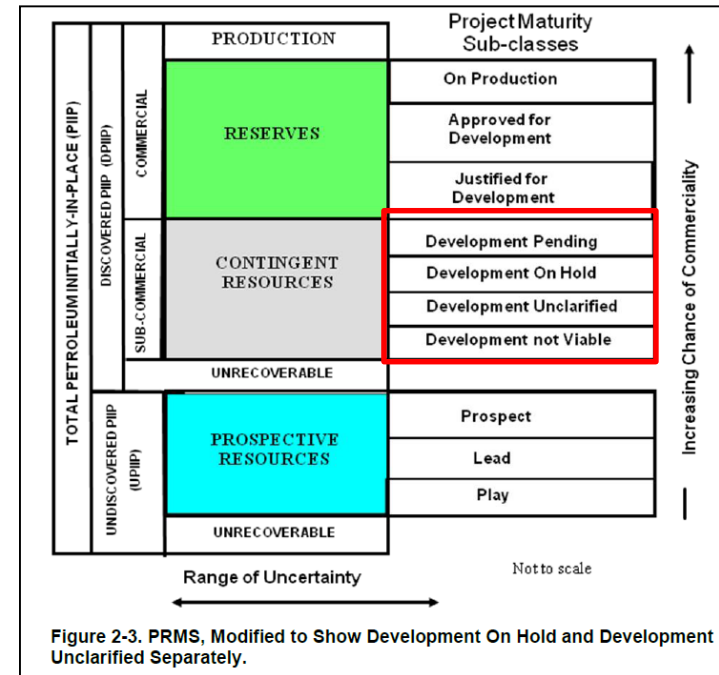 TOTAL PETROLEUM INITIALLY-IN-PLACE (PIIP)
DISCOVERED PIIP (DPIIP)
COMMERCIAL
SUB-COMMERCIAL
UNDISCOVERED PIIP
(UPIIP)
PRODUCTION
RESERVES
CONTINGENT
RESOURCES
UNRECOVERABLE
PROSPECTIVE
RESOURCES
UNRECOVERABLE
Project Maturity
Sub-classes
On Production
Approved for
Development
Justified for
Development
Development Pending
Development On Hold
Development Unclarified
Development not Viable
Prospect
Lead
Play
Increasing Chance of Commerciality
Range of Uncertainty
Not to scale
Figure 2-3. PRMS, Modified to Show Development On Hold and Development
Unclarified Separately.